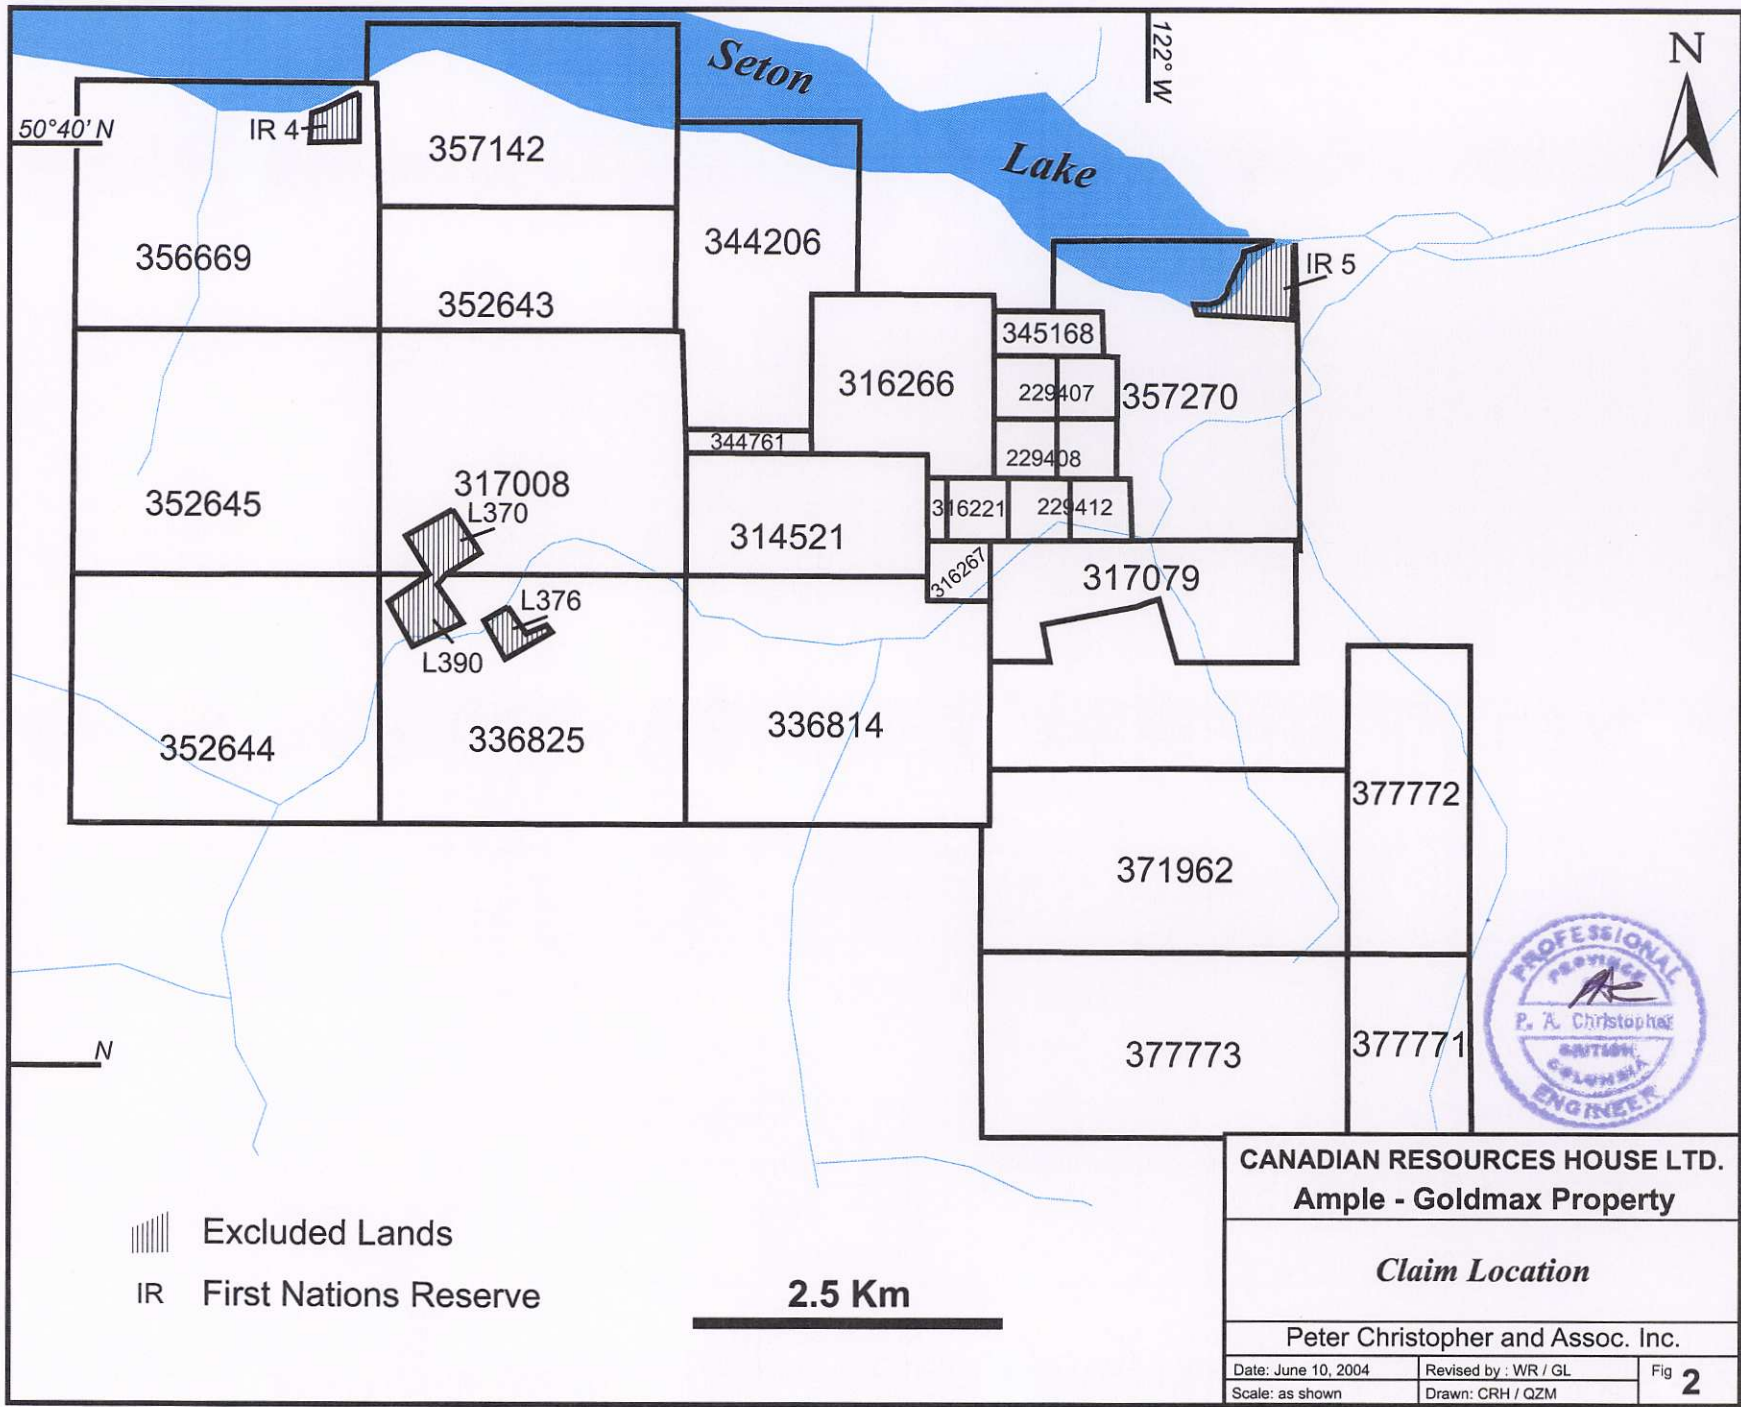 Seton
Lake
122° W
N
50°40' N
IR 4
357142
356669
344206
IR 5
352643
345168
316266
229407
357270
344761
229408
317008
352645
L370
316221
229412
314521
316267
317079
L376
L390
352644
336825
336814
377772
371962
377773
377771
N
PROFESSIONAL
PROVINCE
P. A. Christopher
BRITISH
COLUMBIA
ENGINEER
Excluded Lands
IR First Nations Reserve
2.5 Km
CANADIAN RESOURCES HOUSE LTD.
Ample - Goldmax Property
Claim Location
Peter Christopher and Assoc. Inc.
Date: June 10, 2004
Revised by : WR / GL
Fig 2
Scale: as shown
Drawn: CRH / QZM